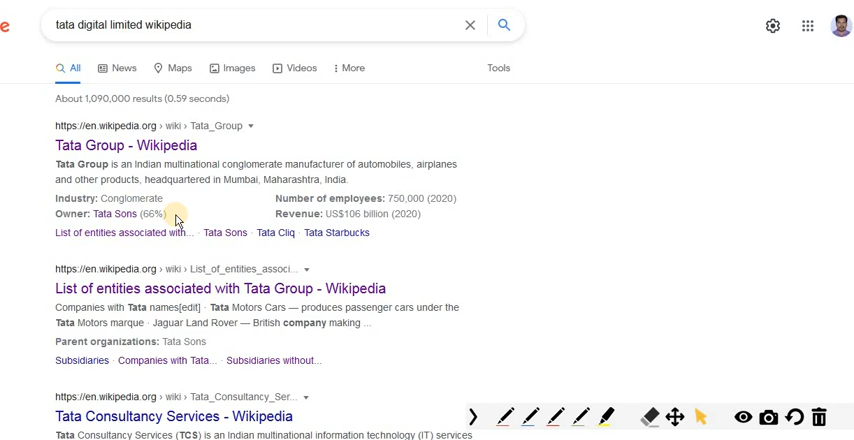 e
tata digital limited wikipedia
All News Maps Images Videos More Tools
About 1,090,000 results (0.59 seconds)
https://en.wikipedia.org › wiki › Tata_Group
Tata Group - Wikipedia
Tata Group is an Indian multinational conglomerate manufacturer of automobiles, airplanes
and other products, headquartered in Mumbai, Maharashtra, India.
Industry: Conglomerate Number of employees: 750,000 (2020)
Owner: Tata Sons (66%) Revenue: US$106 billion (2020)
List of entities associated with... · Tata Sons · Tata Cliq · Tata Starbucks
https://en.wikipedia.org › wiki › List_of_entities_associ...
List of entities associated with Tata Group - Wikipedia
Companies with Tata names[edit] · Tata Motors Cars — produces passenger cars under the
Tata Motors marque · Jaguar Land Rover — British company making ...
Parent organizations: Tata Sons
Subsidiaries · Companies with Tata... · Subsidiaries without...
https://en.wikipedia.org › wiki › Tata_Consultancy_Ser...
Tata Consultancy Services - Wikipedia
Tata Consultancy Services (TCS) is an Indian multinational information technology (IT) services